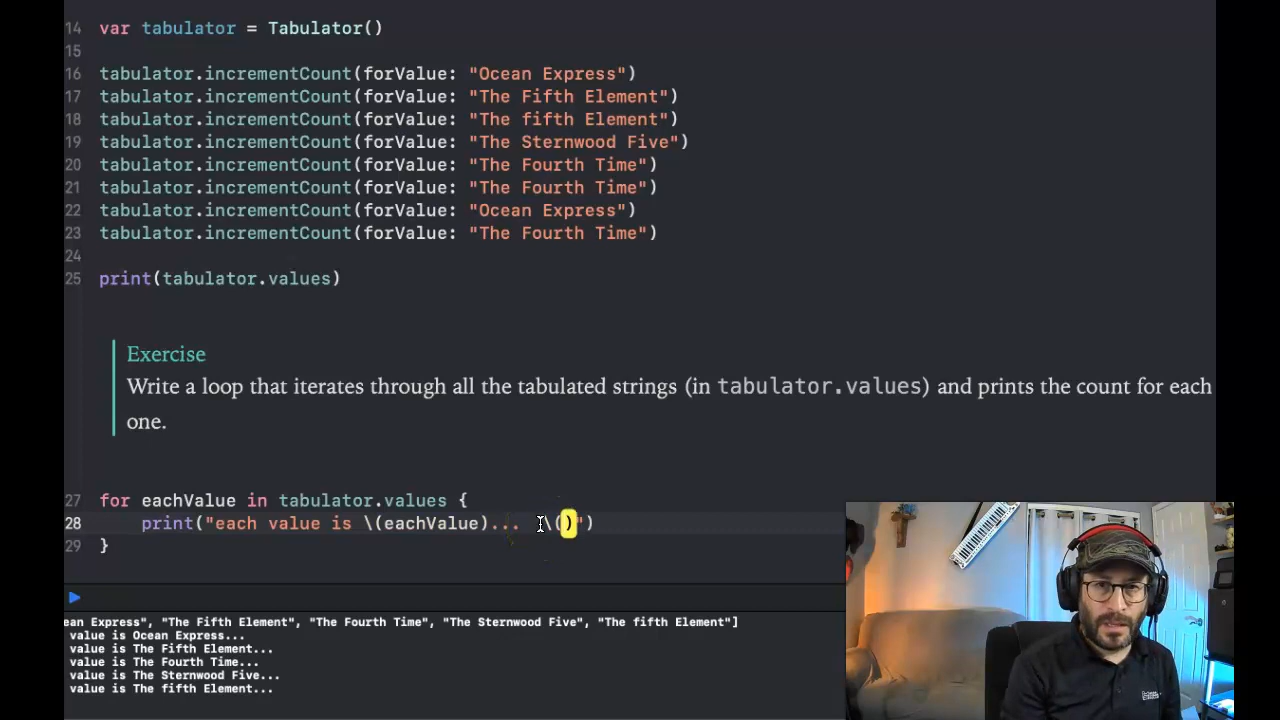 14 var tabulator = Tabulator()
15
16 tabulator.incrementCount(forValue: "Ocean Express")
17 tabulator.incrementCount(forValue: "The Fifth Element")
18 tabulator.incrementCount(forValue: "The fifth Element")
19 tabulator.incrementCount(forValue: "The Sternwood Five")
20 tabulator.incrementCount(forValue: "The Fourth Time")
21 tabulator.incrementCount(forValue: "The Fourth Time")
22 tabulator.incrementCount(forValue: "Ocean Express")
23 tabulator.incrementCount(forValue: "The Fourth Time")
24
25 print(tabulator.values)
Exercise
Write a loop that iterates through all the tabulated strings (in tabulator.values) and prints the count for each
one.
27 for eachValue in tabulator.values {
28 print("each value is \(eachValue)... \()")
29 }
ean Express", "The Fifth Element", "The Fourth Time", "The Sternwood Five", "The fifth Element"]
value is Ocean Express...
value is The Fifth Element...
value is The Fourth Time...
value is The Sternwood Five...
value is The fifth Element...